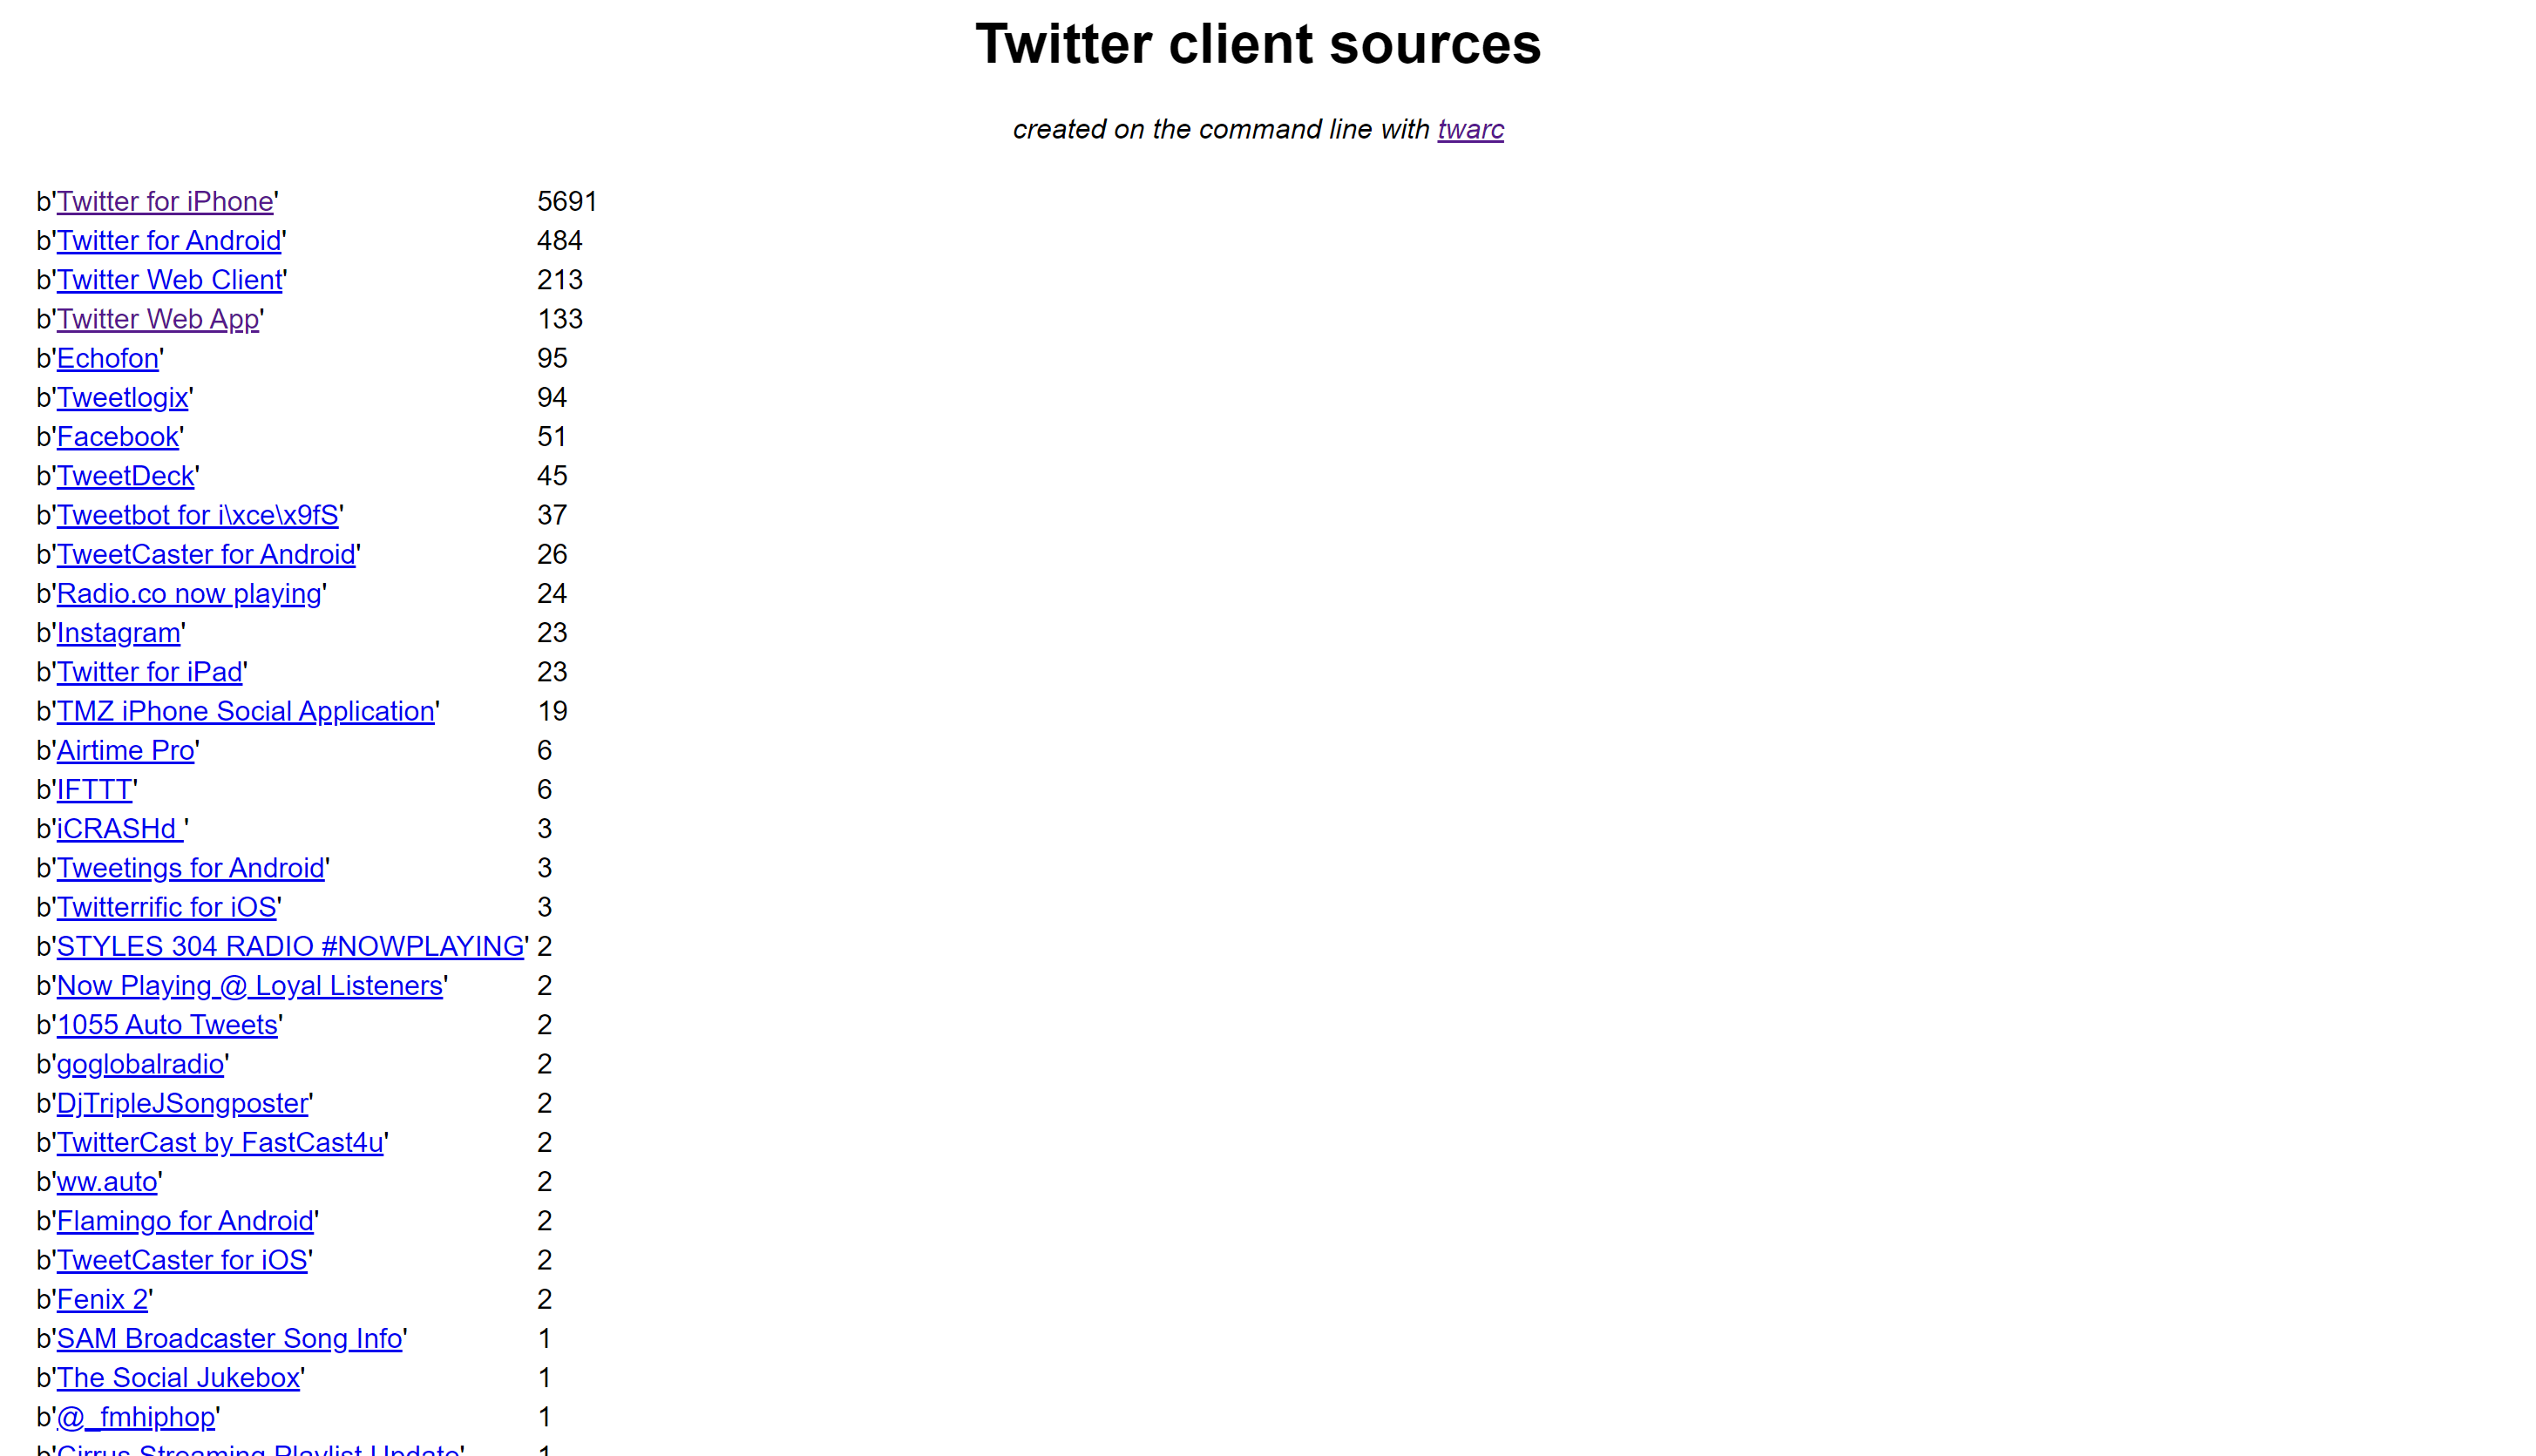 Twitter client sources
created on the command line with twarc
b'Twitter for iPhone' 5691
b'Twitter for Android' 484
b'Twitter Web Client' 213
b'Twitter Web App' 133
b'Echofon' 95
b'Tweetlogix' 94
b'Facebook' 51
b'TweetDeck' 45
b'Tweetbot for i\xce\x9fS' 37
b'TweetCaster for Android' 26
b'Radio.co now playing' 24
b'Instagram' 23
b'Twitter for iPad' 23
b'TMZ iPhone Social Application' 19
b'Airtime Pro' 6
b'IFTTT' 6
b'iCRASHd ' 3
b'Tweetings for Android' 3
b'Twitterrific for iOS' 3
b'STYLES 304 RADIO #NOWPLAYING' 2
b'Now Playing @ Loyal Listeners' 2
b'1055 Auto Tweets' 2
b'goglobalradio' 2
b'DjTripleJSongposter' 2
b'TwitterCast by FastCast4u' 2
b'ww.auto' 2
b'Flamingo for Android' 2
b'TweetCaster for iOS' 2
b'Fenix 2' 2
b'SAM Broadcaster Song Info' 1
b'The Social Jukebox' 1
b'@_fmhiphop' 1
b'Cirrus Streaming Playlist Update' 1